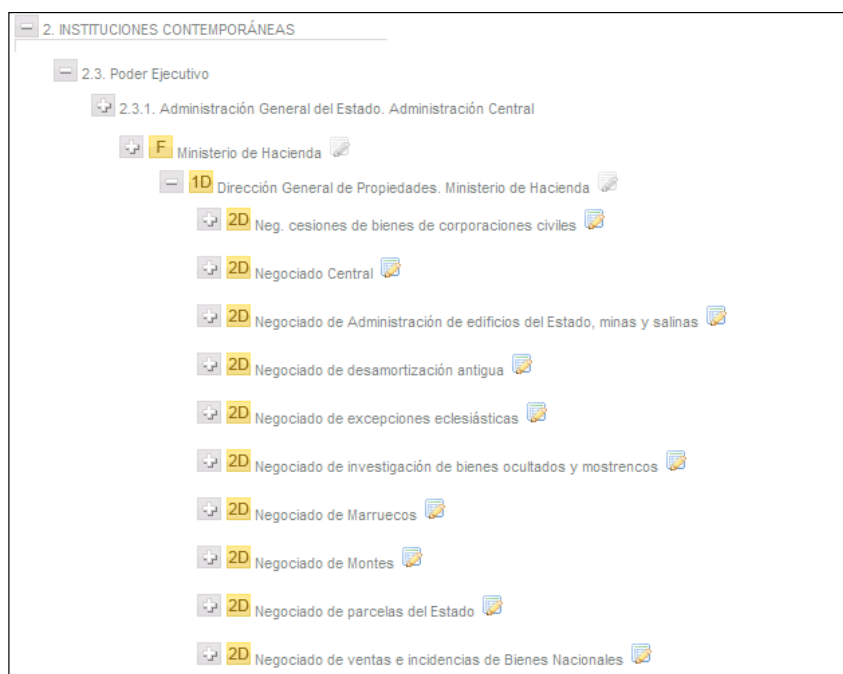 2. INSTITUCIONES CONTEMPORÁNEAS
2.3. Poder Ejecutivo
2.3.1. Administración General del Estado. Administración Central
F Ministerio de Hacienda
1D Dirección General de Propiedades. Ministerio de Hacienda
2D Neg. cesiones de bienes de corporaciones civiles
2D Negociado Central
2D Negociado de Administración de edificios del Estado, minas y salinas
2D Negociado de desamortización antigua
2D Negociado de excepciones eclesiásticas
2D Negociado de investigación de bienes ocultados y mostrencos
2D Negociado de Marruecos
2D Negociado de Montes
2D Negociado de parcelas del Estado
2D Negociado de ventas e incidencias de Bienes Nacionales